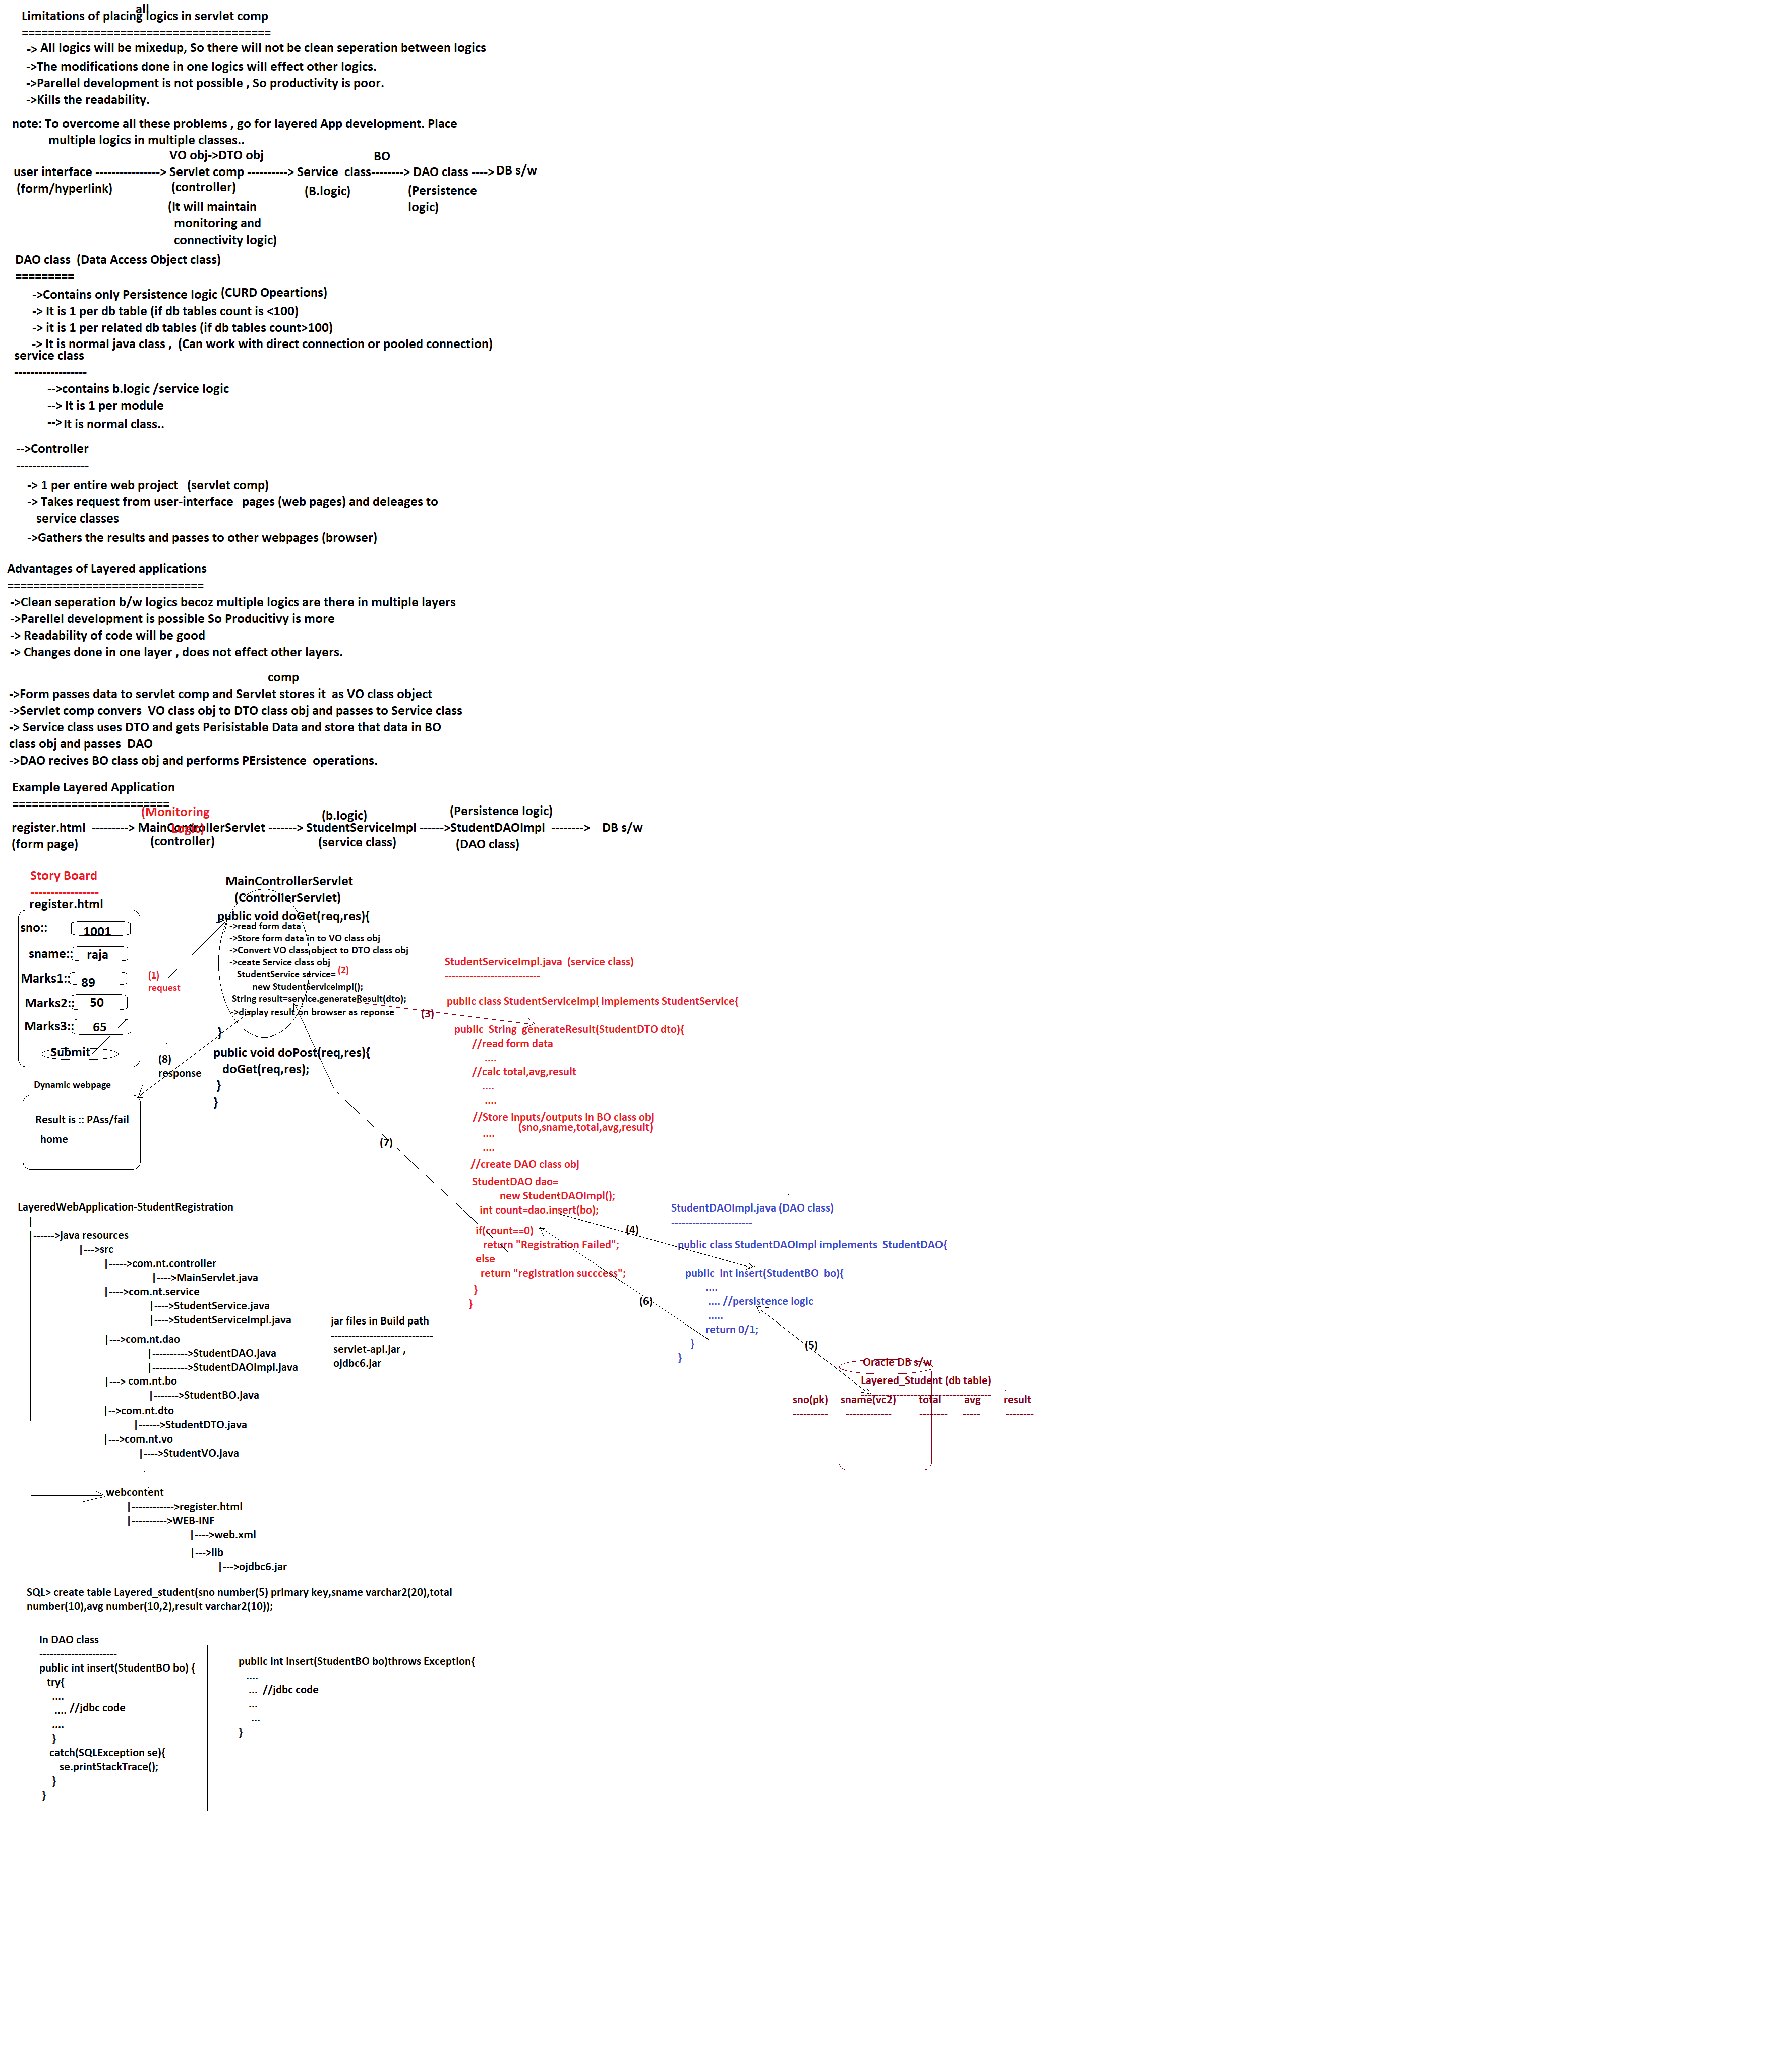 all
Limitations of placing logics in servlet comp
======================================
-> All logics will be mixedup, So there will not be clean seperation between logics
->The modifications done in one logics will effect other logics.
->Parellel development is not possible , So productivity is poor.
->Kills the readability.
note: To overcome all these problems , go for layered App development. Place
multiple logics in multiple classes..
VO obj->DTO obj BO
user interface ----------------> Servlet comp ----------> Service class--------> DAO class ----> DB s/w
(form/hyperlink) (controller) (B.logic) (Persistence
(It will maintain logic)
monitoring and
connectivity logic)
DAO class (Data Access Object class)
=========
->Contains only Persistence logic (CURD Opeartions)
-> It is 1 per db table (if db tables count is <100)
-> it is 1 per related db tables (if db tables count>100)
-> It is normal java class , (Can work with direct connection or pooled connection)
service class
------------------
-->contains b.logic /service logic
--> It is 1 per module
-->It is normal class..
-->Controller
------------------
-> 1 per entire web project (servlet comp)
-> Takes request from user-interface pages (web pages) and deleages to
service classes
->Gathers the results and passes to other webpages (browser)
Advantages of Layered applications
==============================
->Clean seperation b/w logics becoz multiple logics are there in multiple layers
->Parellel development is possible So Producitivy is more
-> Readability of code will be good
-> Changes done in one layer , does not effect other layers.
comp
->Form passes data to servlet comp and Servlet stores it as VO class object
->Servlet comp convers VO class obj to DTO class obj and passes to Service class
-> Service class uses DTO and gets Perisistable Data and store that data in BO
class obj and passes DAO
->DAO recives BO class obj and performs PErsistence operations.
Example Layered Application
========================
(Monitoring Logic) (b.logic) (Persistence logic)
register.html ---------> MainControllerServlet -------> StudentServiceImpl ------>StudentDAOImpl --------> DB s/w
(form page) (controller) (service class) (DAO class)
Story Board
-----------------
register.html
sno:: 1001
sname:: raja
Marks1:: 89
Marks2:: 50
Marks3:: 65
Submit
(1)
request
MainControllerServlet
(ControllerServlet)
public void doGet(req,res){
->read form data
->Store form data in to VO class obj
->Convert VO class object to DTO class obj
->ceate Service class obj
StudentService service= (2)
new StudentServiceImpl();
String result=service.generateResult(dto);
->display result on browser as reponse
}
public void doPost(req,res){
doGet(req,res);
}
}
(8)
response
Dynamic webpage
Result is :: PAss/fail
home
(3)
(7)
StudentServiceImpl.java (service class)
---------------------------
public class StudentServiceImpl implements StudentService{
public String generateResult(StudentDTO dto){
//read form data
....
//calc total,avg,result
....
....
//Store inputs/outputs in BO class obj
(sno,sname,total,avg,result)
....
....
//create DAO class obj
StudentDAO dao=
new StudentDAOImpl();
int count=dao.insert(bo);
if(count==0)
return "Registration Failed";
else
return "registration succcess";
}
}
(4)
(6)
StudentDAOImpl.java (DAO class)
-----------------------
public class StudentDAOImpl implements StudentDAO{
public int insert(StudentBO bo){
....
.... //persistence logic
.....
return 0/1;
}
}
(5)
Oracle DB s/w
Layered_Student (db table)
-------------------------------------
sno(pk) sname(vc2) total avg result
---------- ------------- -------- ----- --------
LayeredWebApplication-StudentRegistration
|
|------>java resources
|--->src
|----->com.nt.controller
|---->MainServlet.java
|---->com.nt.service
|---->StudentService.java
|---->StudentServiceImpl.java
|--->com.nt.dao
|---------->StudentDAO.java
|---------->StudentDAOImpl.java
|---> com.nt.bo
|------->StudentBO.java
|-->com.nt.dto
|------>StudentDTO.java
|--->com.nt.vo
|---->StudentVO.java
webcontent
|------------>register.html
|---------->WEB-INF
|---->web.xml
|--->lib
|--->ojdbc6.jar
jar files in Build path
-----------------------------
servlet-api.jar ,
ojdbc6.jar
SQL> create table Layered_student(sno number(5) primary key,sname varchar2(20),total
number(10),avg number(10,2),result varchar2(10));
In DAO class
----------------------
public int insert(StudentBO bo) {
try{
....
.... //jdbc code
....
}
catch(SQLException se){
se.printStackTrace();
}
}
public int insert(StudentBO bo)throws Exception{
....
... //jdbc code
...
...
}